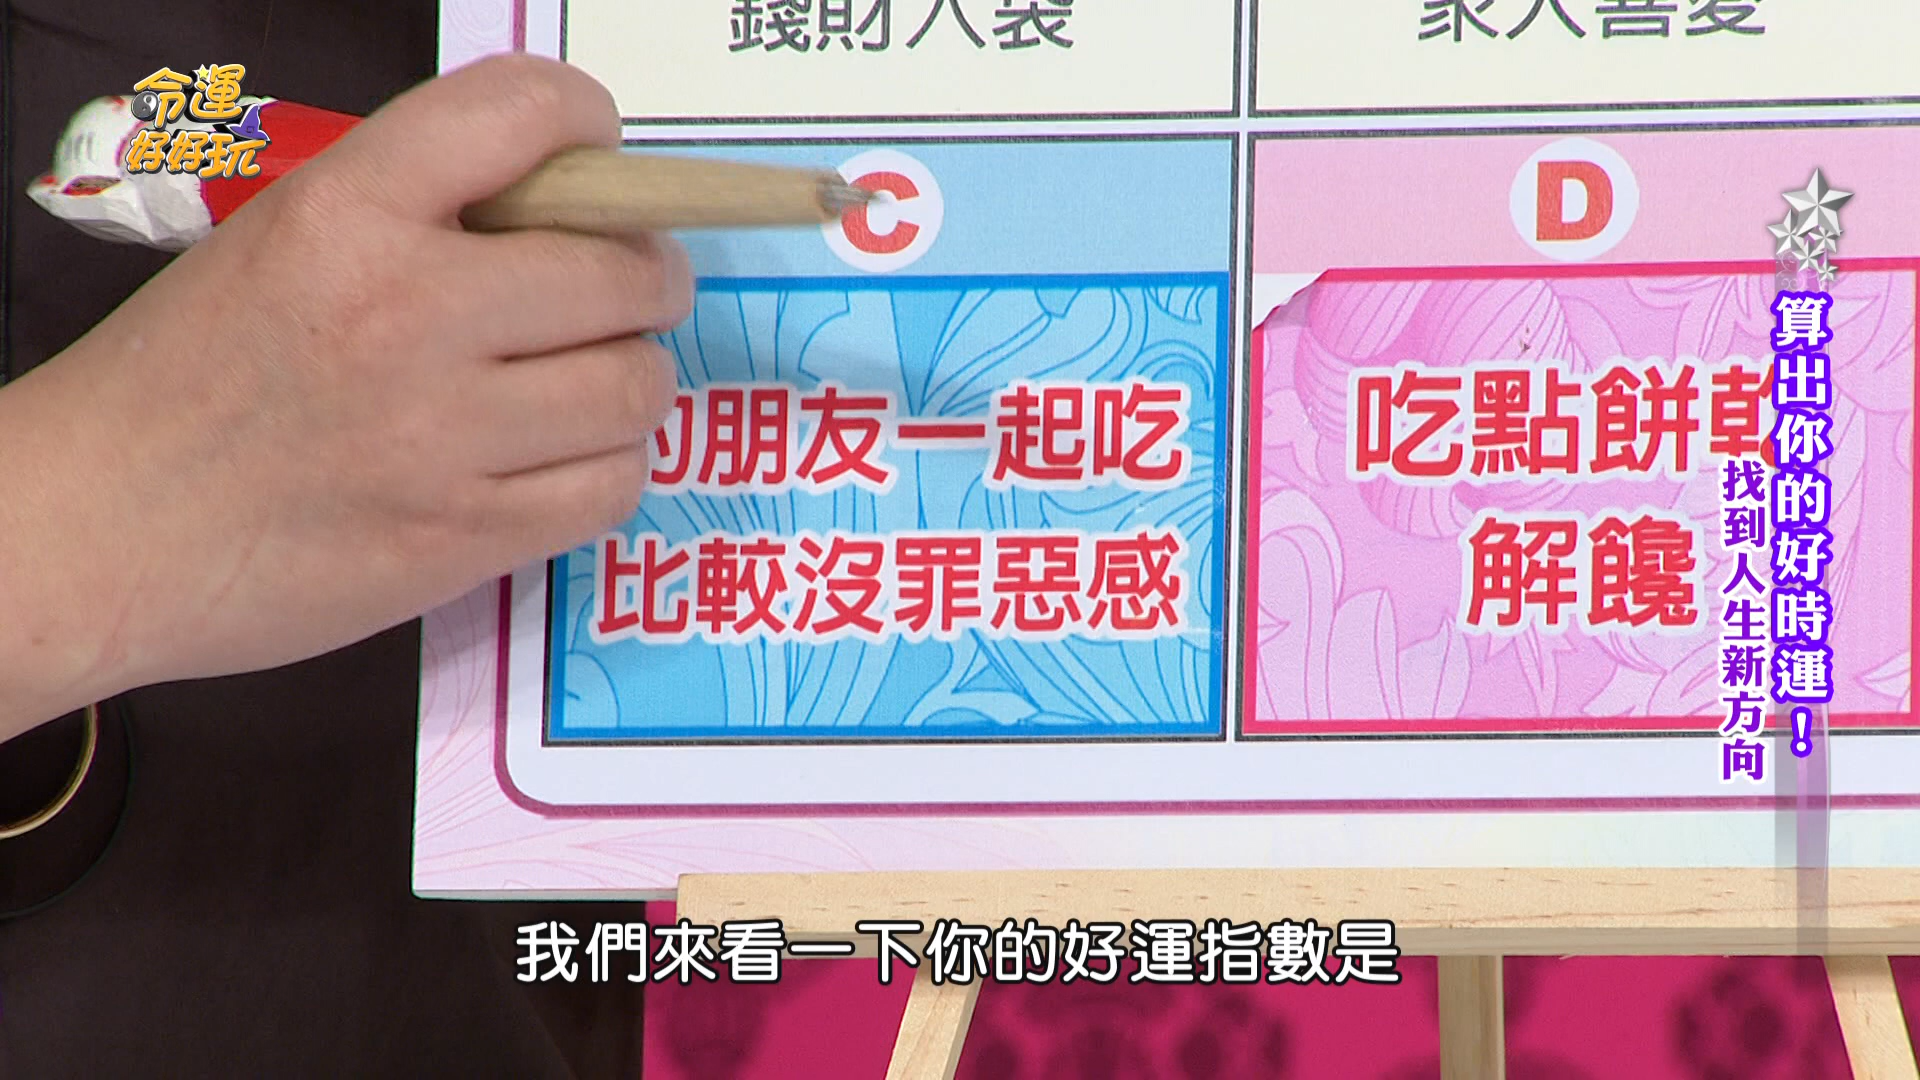 命運
好好玩
錢財入袋
家人喜愛
C
D
的朋友一起吃
比較沒罪惡感
吃點餅乾
解饞
算出你的好時運！
找到人生新方向
我們來看一下你的好運指數是